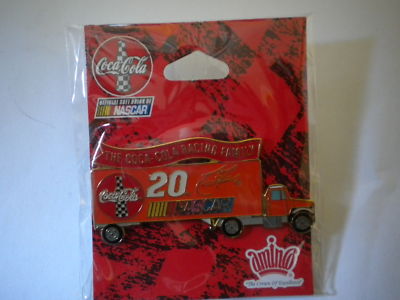 Coca-Cola
OFFICIAL SOFT DRINK OF
NASCAR
THE COCA-COLA RACING FAMILY
Coca-Cola
20
NASCAR
amınco
"The Crown Of Excellence"